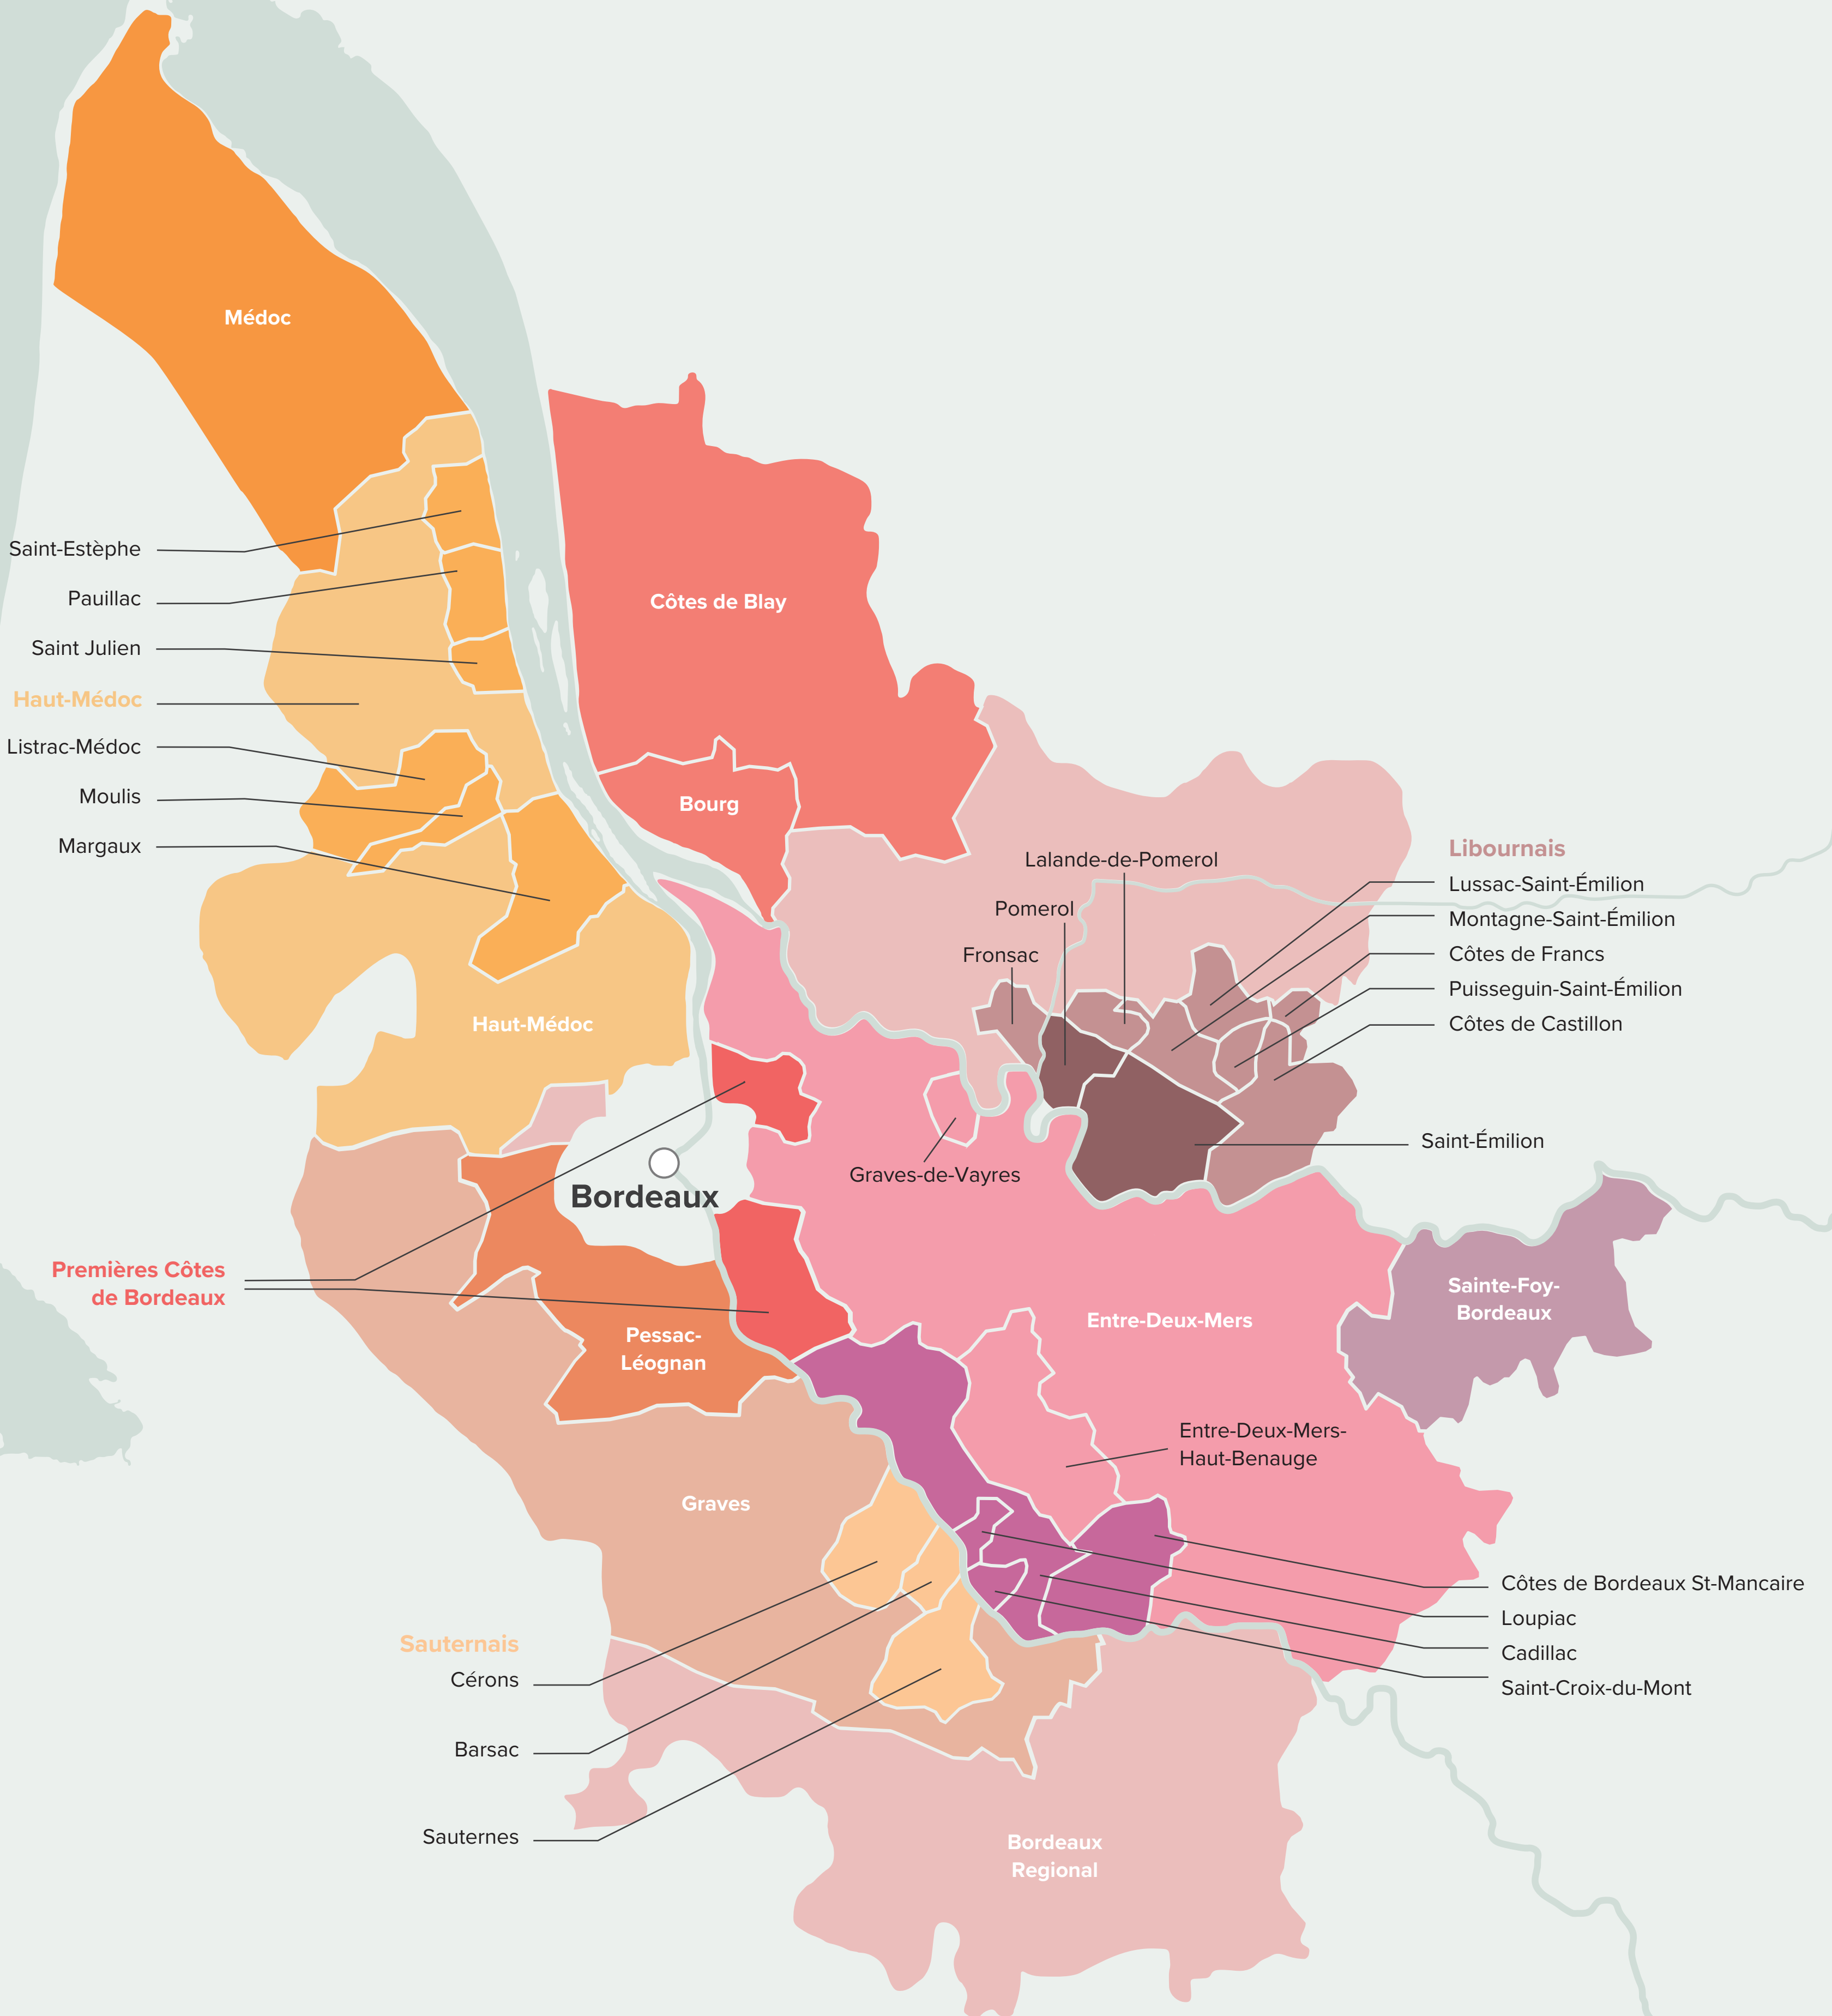 Médoc
Saint-Estèphe
Pauillac
Saint Julien
Haut-Médoc
Listrac-Médoc
Moulis
Margaux
Côtes de Blay
Bourg
Haut-Médoc
Lalande-de-Pomerol
Pomerol
Fronsac
Libournais
Lussac-Saint-Émilion
Montagne-Saint-Émilion
Côtes de Francs
Puisseguin-Saint-Émilion
Côtes de Castillon
Saint-Émilion
Graves-de-Vayres
Bordeaux
Premières Côtes
de Bordeaux
Pessac-
Léognan
Entre-Deux-Mers
Sainte-Foy-
Bordeaux
Entre-Deux-Mers-
Haut-Benauge
Graves
Côtes de Bordeaux St-Mancaire
Loupiac
Cadillac
Saint-Croix-du-Mont
Sauternais
Cérons
Barsac
Sauternes
Bordeaux
Regional